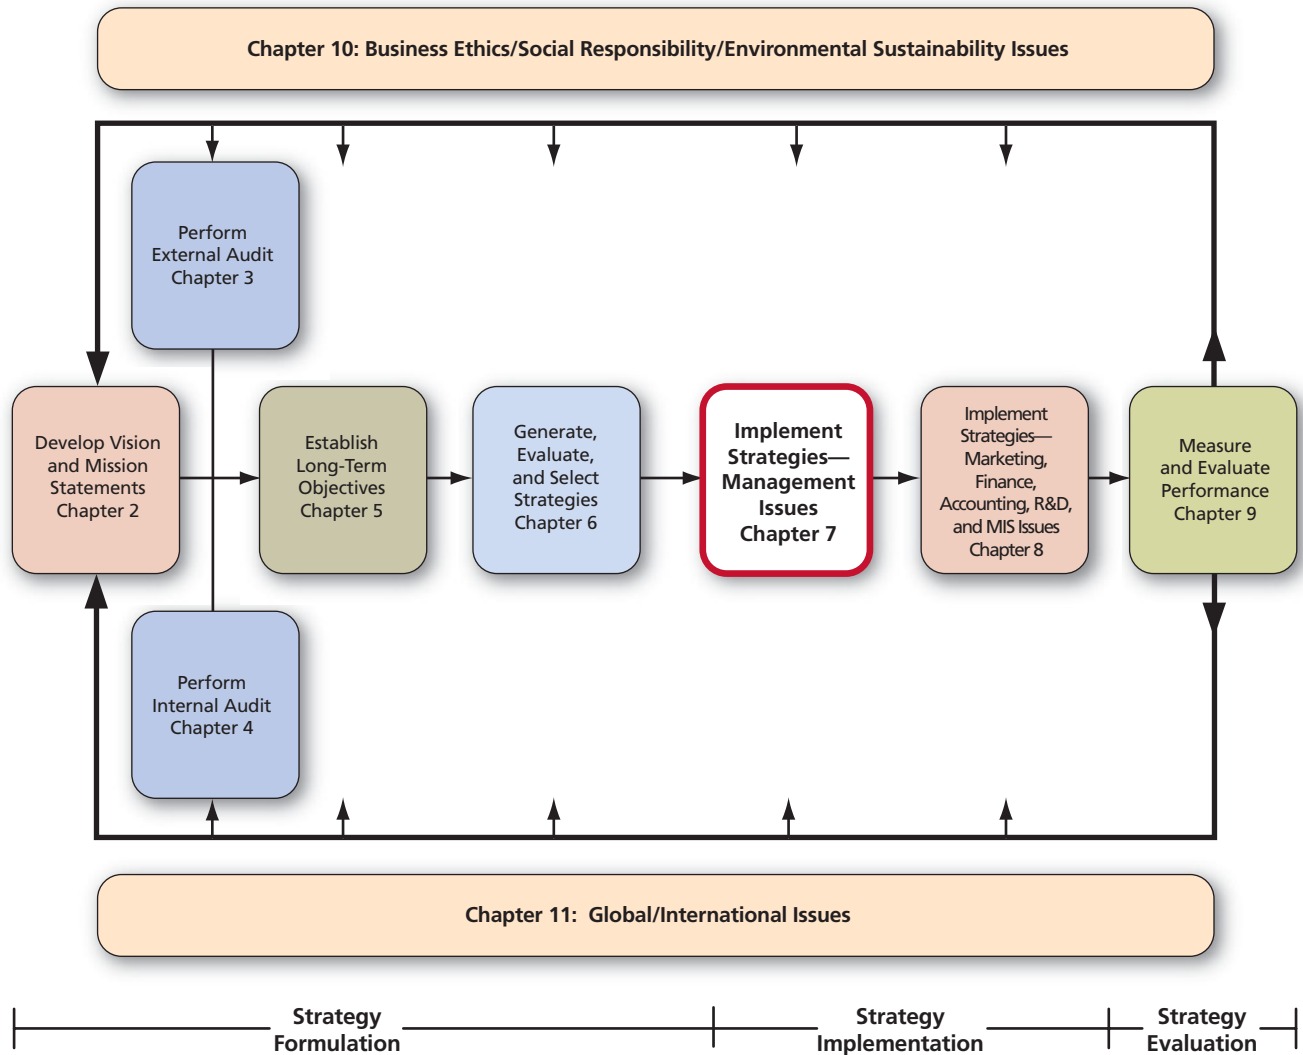 Chapter 10: Business Ethics/Social Responsibility/Environmental Sustainability Issues
Perform
External Audit
Chapter 3
Develop Vision
and Mission
Statements
Chapter 2
Establish
Long-Term
Objectives
Chapter 5
Generate,
Evaluate,
and Select
Strategies
Chapter 6
Implement
Strategies—
Management
Issues
Chapter 7
Implement
Strategies—
Marketing,
Finance,
Accounting, R&D,
and MIS Issues
Chapter 8
Measure
and Evaluate
Performance
Chapter 9
Perform
Internal Audit
Chapter 4
Chapter 11: Global/International Issues
Strategy
Formulation
Strategy
Implementation
Strategy
Evaluation